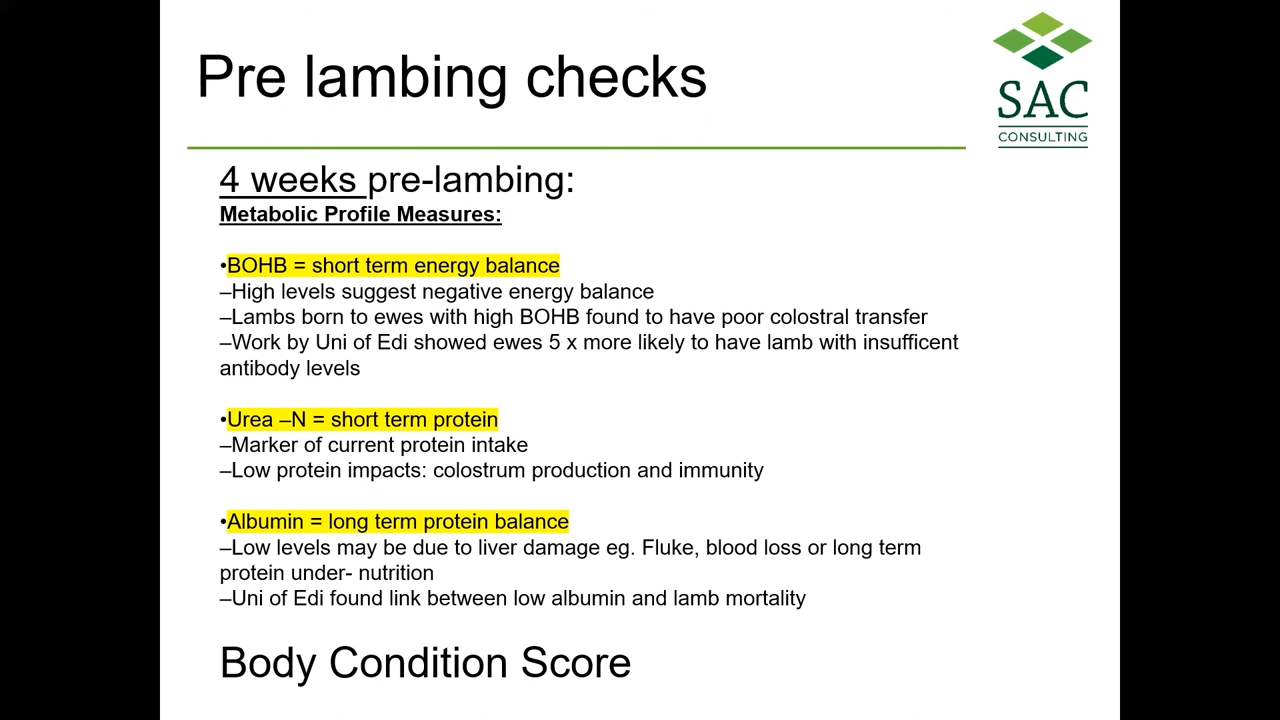 Pre lambing checks
SAC
CONSULTING
4 weeks pre-lambing:
Metabolic Profile Measures:
•BOHB = short term energy balance
–High levels suggest negative energy balance
–Lambs born to ewes with high BOHB found to have poor colostral transfer
–Work by Uni of Edi showed ewes 5 x more likely to have lamb with insufficent
antibody levels
•Urea –N = short term protein
–Marker of current protein intake
–Low protein impacts: colostrum production and immunity
•Albumin = long term protein balance
–Low levels may be due to liver damage eg. Fluke, blood loss or long term
protein under- nutrition
–Uni of Edi found link between low albumin and lamb mortality
Body Condition Score